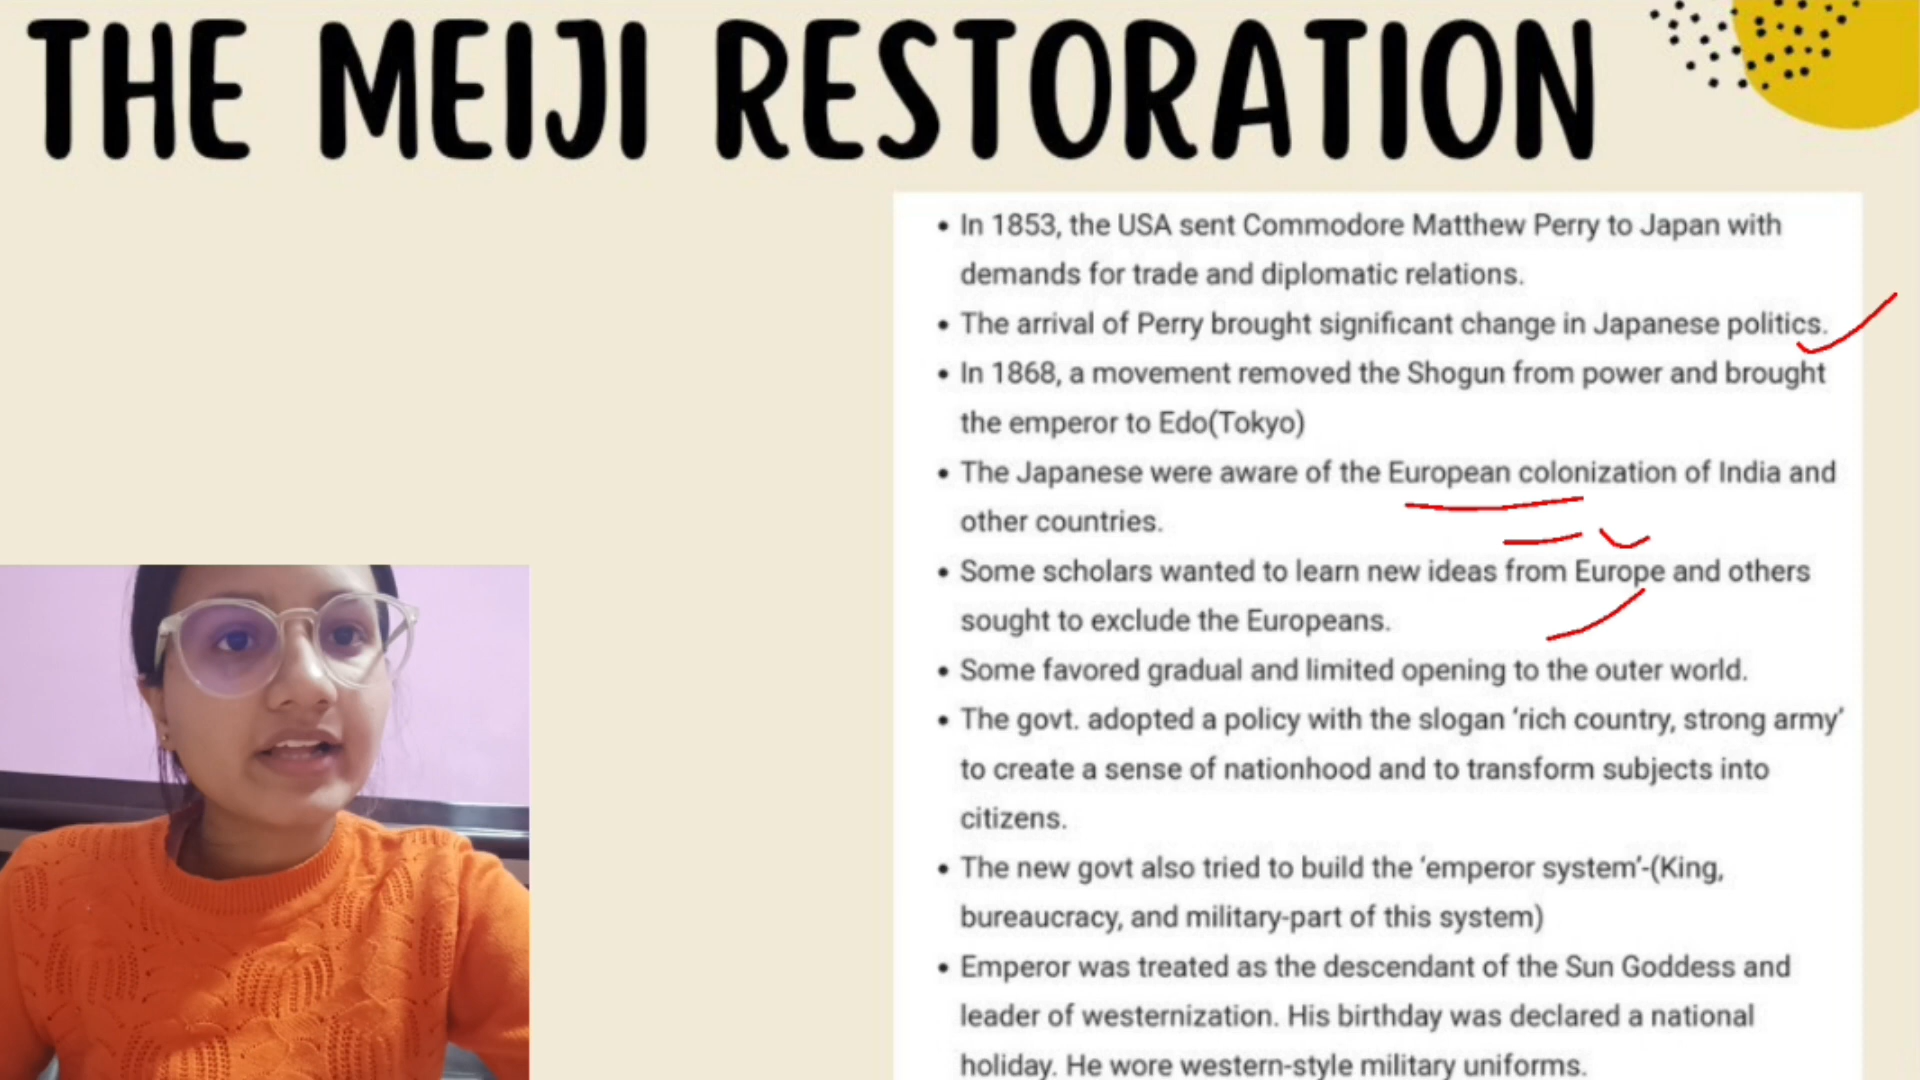 THE MEIJI RESTORATION
• In 1853, the USA sent Commodore Matthew Perry to Japan with
demands for trade and diplomatic relations.
• The arrival of Perry brought significant change in Japanese politics.
• In 1868, a movement removed the Shogun from power and brought
the emperor to Edo(Tokyo)
• The Japanese were aware of the European colonization of India and
other countries.
• Some scholars wanted to learn new ideas from Europe and others
sought to exclude the Europeans.
• Some favored gradual and limited opening to the outer world.
• The govt. adopted a policy with the slogan ‘rich country, strong army’
to create a sense of nationhood and to transform subjects into
citizens.
• The new govt also tried to build the ‘emperor system’-(King,
bureaucracy, and military-part of this system)
• Emperor was treated as the descendant of the Sun Goddess and
leader of westernization. His birthday was declared a national
holiday. He wore western-style military uniforms.